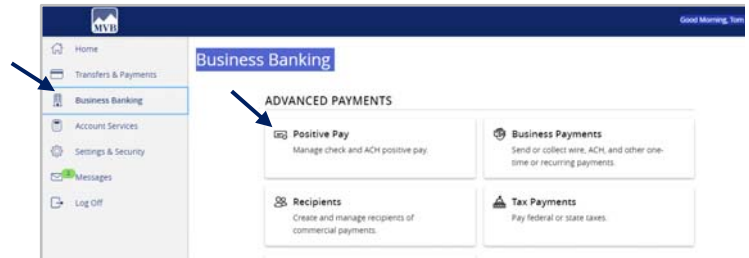 MVB
Good Morning, Tom
Home
Transfers & Payments
Business Banking
Account Services
Settings & Security
Messages
Log Off
Business Banking
ADVANCED PAYMENTS
Positive Pay
Manage check and ACH positive pay.
Business Payments
Send or collect wire, ACH, and other one-
time or recurring payments.
Recipients
Create and manage recipients of
commercial payments.
Tax Payments
Pay federal or state taxes.